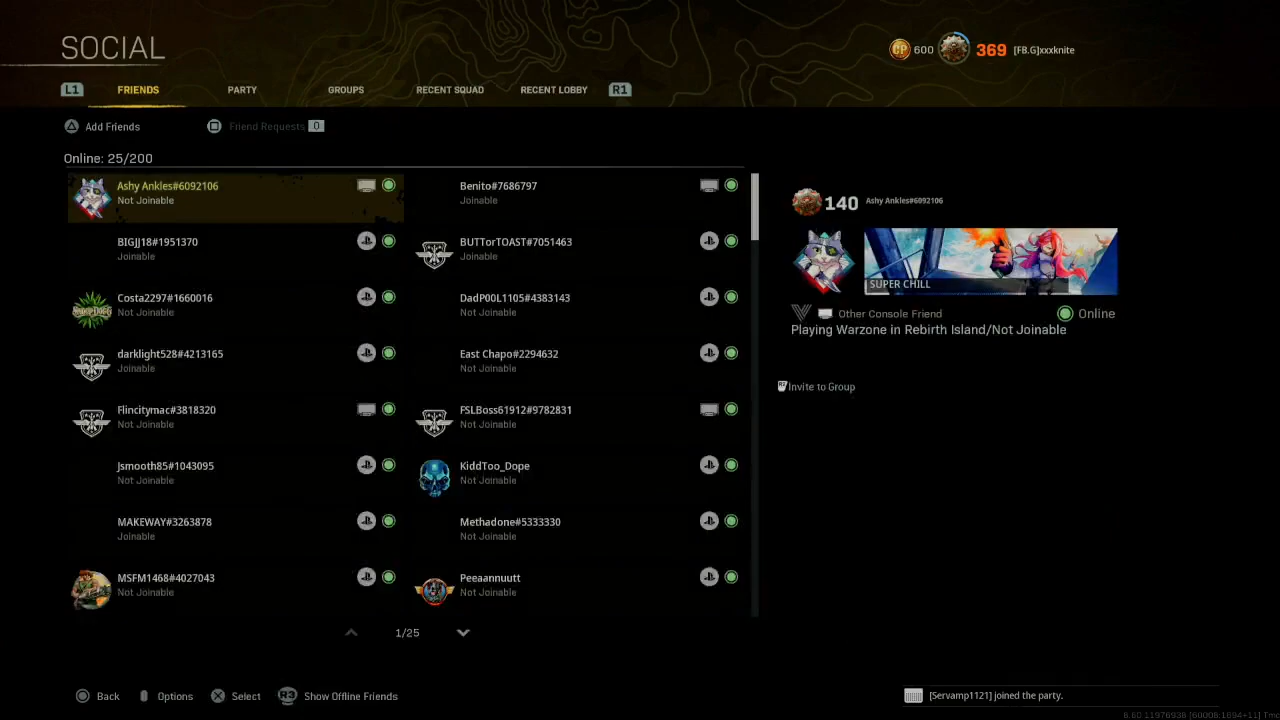 SOCIAL
CP 600 369 [FB.G]xxxknite
L1 FRIENDS PARTY GROUPS RECENT SQUAD RECENT LOBBY R1
Add Friends Friend Requests 0
Online: 25/200
Ashy Ankles#6092106
Not Joinable
Benito#7686797
Joinable
BIGJJ18#1951370
Joinable
BUTTorTOAST#7051463
Joinable
Costa2297#1660016
Not Joinable
DadP00L1105#4383143
Not Joinable
darklight528#4213165
Joinable
East Chapo#2294632
Not Joinable
Flincitymac#3818320
Not Joinable
FSLBoss61912#9782831
Not Joinable
Jsmooth85#1043095
Not Joinable
KiddToo_Dope
Not Joinable
MAKEWAY#3263878
Joinable
Methadone#5333330
Not Joinable
MSFM1468#4027043
Not Joinable
Peeaannuutt
Not Joinable
1/25
140 Ashy Ankles#6092106
SUPER CHILL
Other Console Friend Online
Playing Warzone in Rebirth Island/Not Joinable
Invite to Group
Back Options Select R3 Show Offline Friends
[Servamp1121] joined the party.